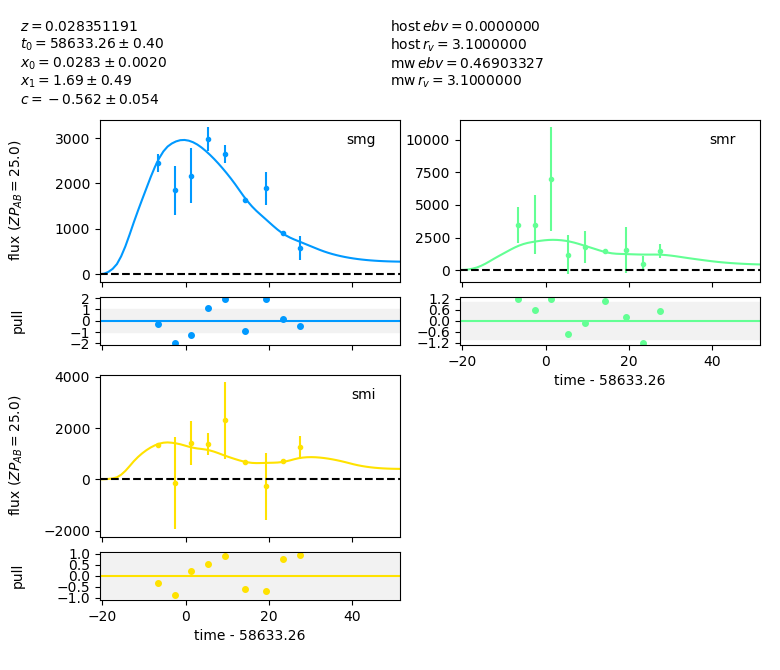 z = 0.028351191
t0 = 58633.26 ± 0.40
x0 = 0.0283 ± 0.0020
x1 = 1.69 ± 0.49
c = −0.562 ± 0.054
host ebv = 0.0000000
host rv = 3.1000000
mw ebv = 0.46903327
mw rv = 3.1000000
smg
3000
2000
1000
0
flux (ZPAB = 25.0)
smr
10000
7500
5000
2500
0
2
1
0
−1
−2
pull
1.2
0.6
0.0
−0.6
−1.2
−20
0
20
40
time - 58633.26
smi
4000
2000
0
−2000
flux (ZPAB = 25.0)
1.0
0.5
0.0
−0.5
−1.0
pull
−20
0
20
40
time - 58633.26